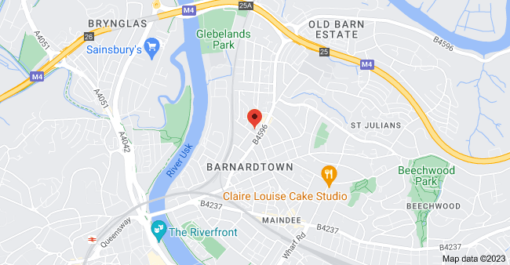 M4
25A
BRYNGLAS
OLD BARN
ESTATE
A4051
26
Glebelands
Park
Sainsbury's
B4596
25
M4
M4
A4051
A4042
ST JULIANS
B4596
River Usk
BARNARDTOWN
Beechwood
Park
Claire Louise Cake Studio
B4237
BEECHWOOD
MAINDEE
Queensway
The Riverfront
B4237
Wharf Rd
Map data ©2023